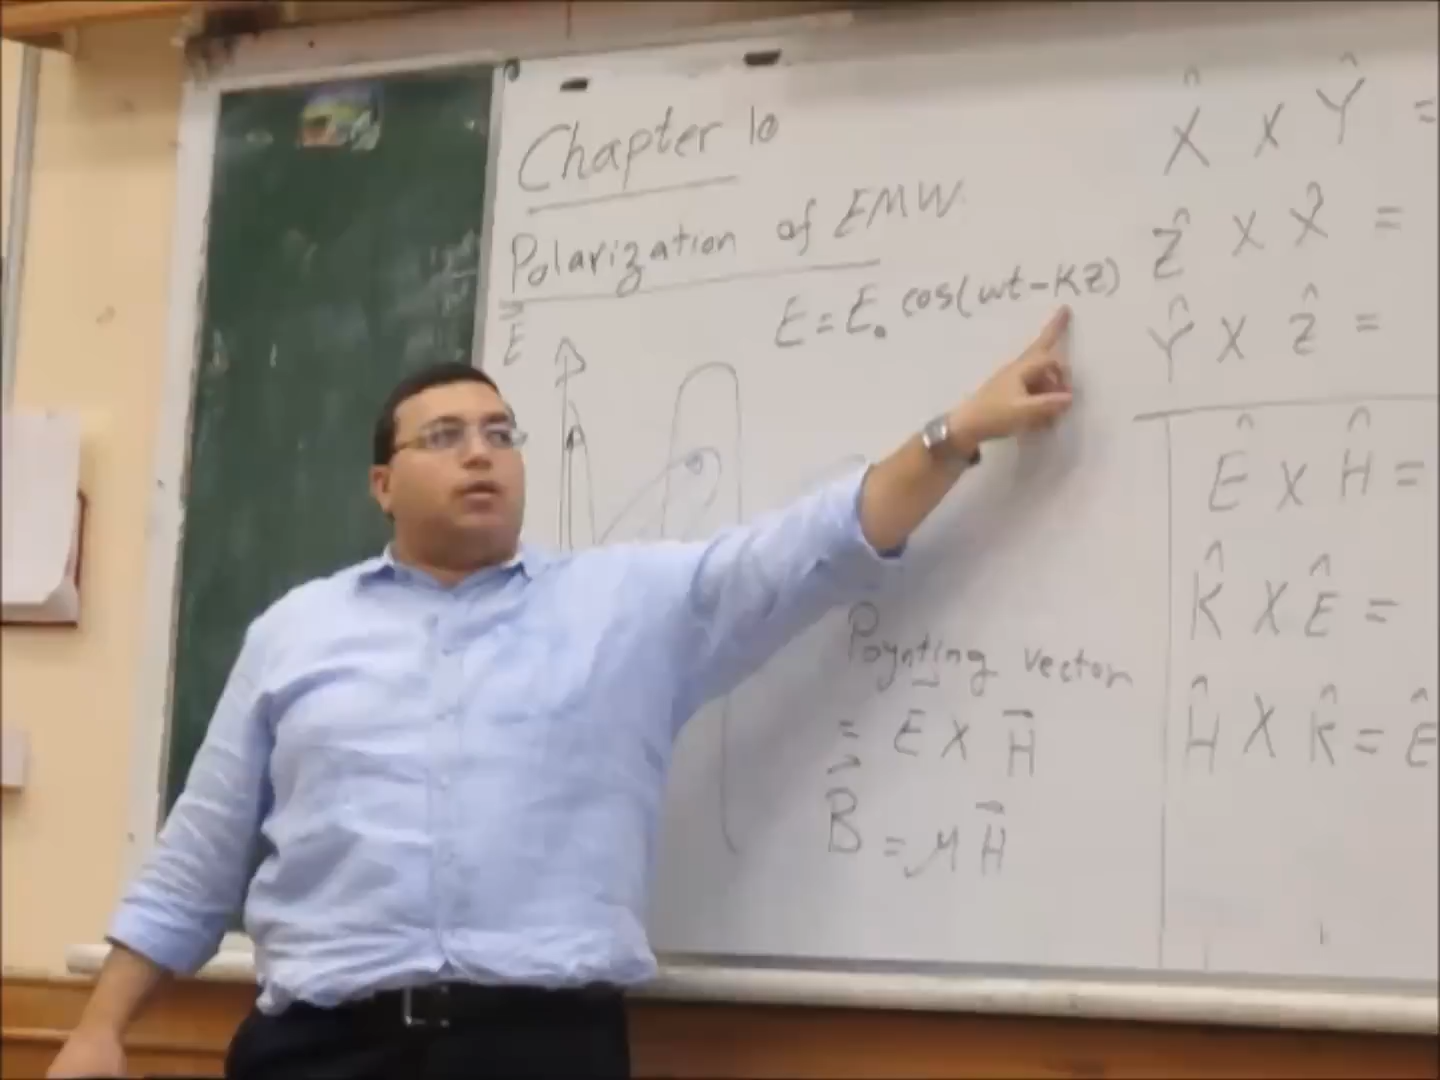 Chapter 10
Polarization of EMW
E⃗
E = E₀ cos(wt - Kz)
Poynting vector
= E⃗ X H⃗
B⃗ = μ H⃗
X̂ X Ŷ =
Ẑ X X̂ =
Ŷ X ẑ =
Ê X Ĥ =
K̂ X Ê =
Ĥ X K̂ = Ê